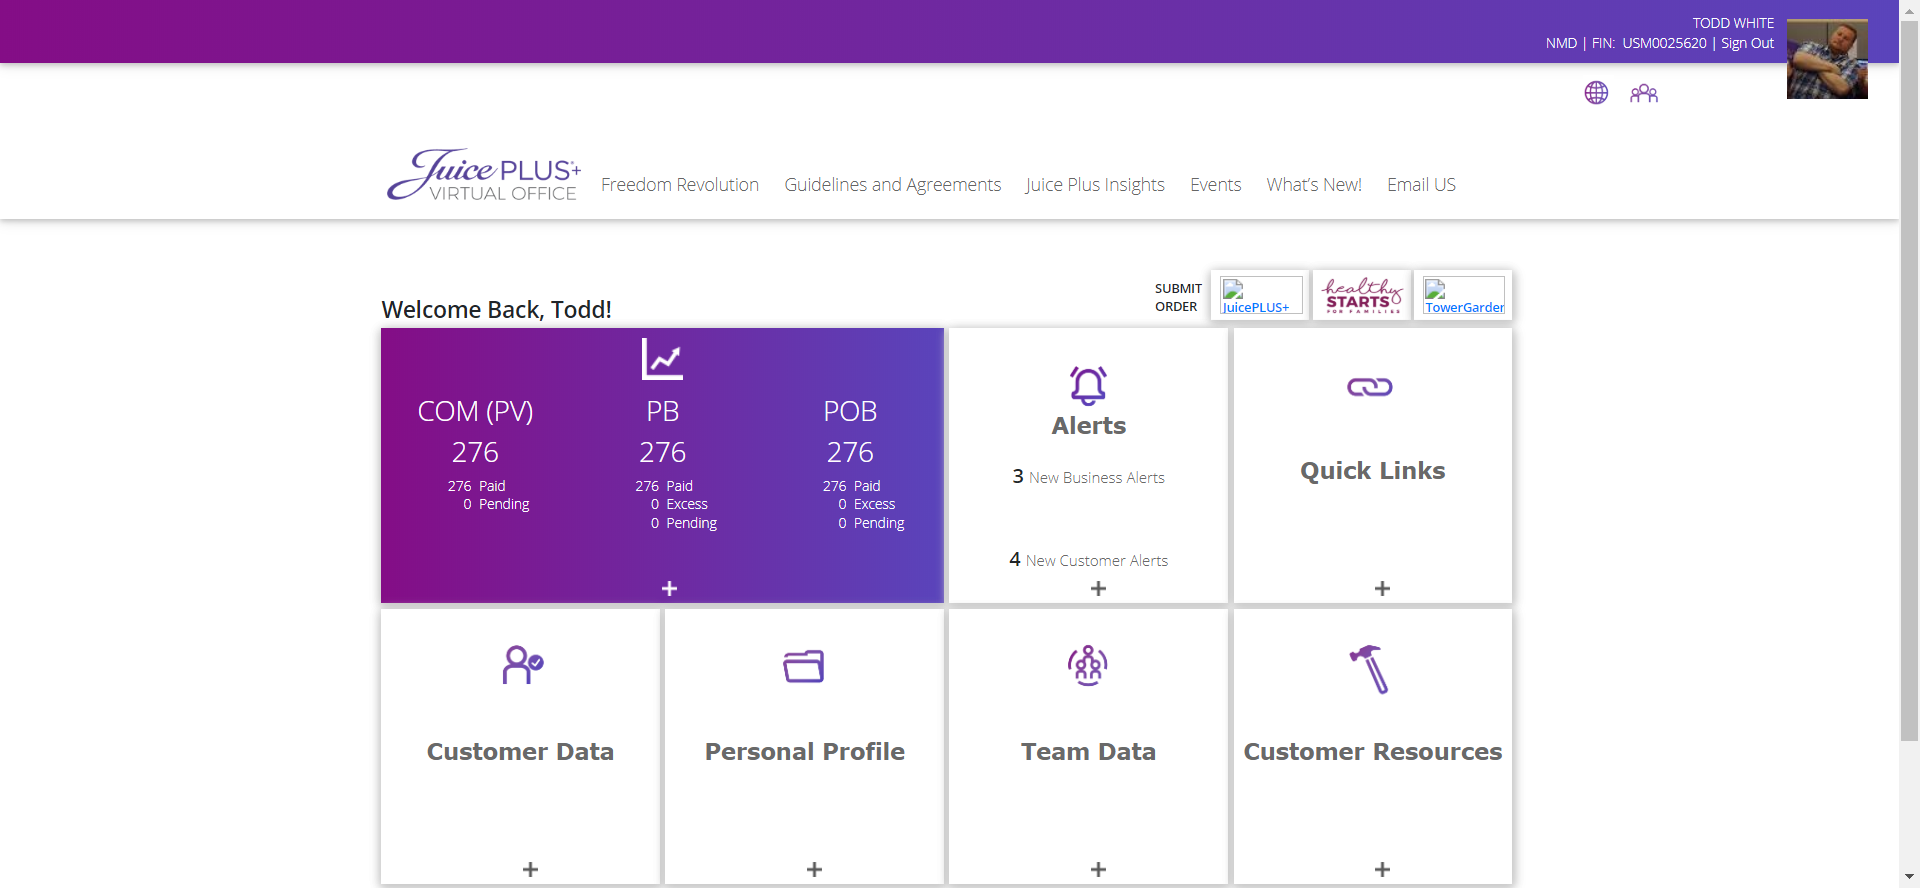 TODD WHITE
NMD | FIN: USM0025620 | Sign Out
Juice PLUS+
VIRTUAL OFFICE
Freedom Revolution
Guidelines and Agreements
Juice Plus Insights
Events
What's New!
Email US
Welcome Back, Todd!
SUBMIT
ORDER
JuicePLUS+
healthy
STARTS
FOR FAMILIES
TowerGarden
COM (PV)
276
276 Paid
0 Pending
PB
276
276 Paid
0 Excess
0 Pending
POB
276
276 Paid
0 Excess
0 Pending
+
Alerts
3 New Business Alerts
4 New Customer Alerts
+
Quick Links
+
Customer Data
+
Personal Profile
+
Team Data
+
Customer Resources
+